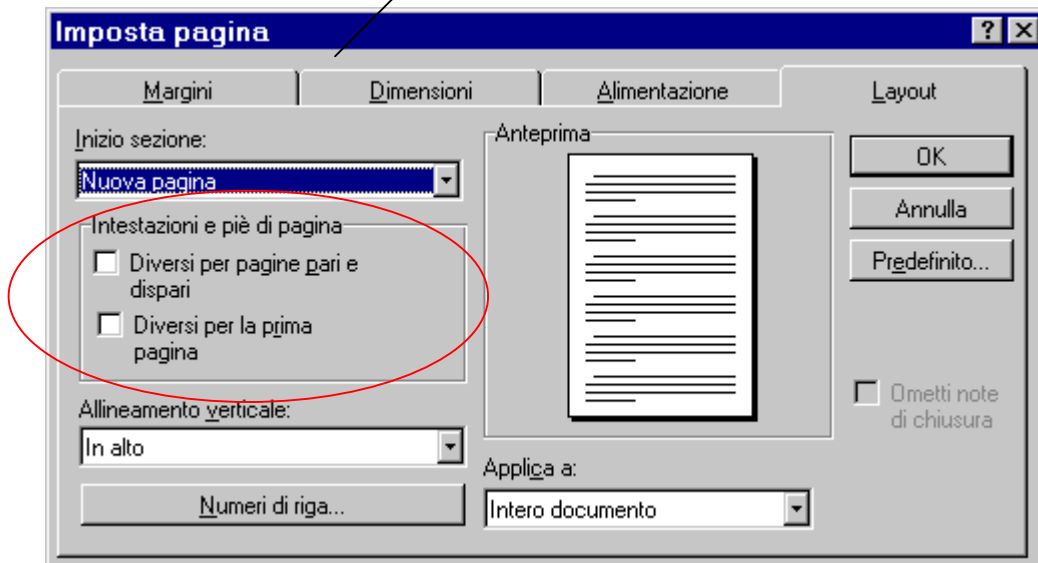 Imposta pagina
Margini
Dimensioni
Alimentazione
Layout
Inizio sezione:
Nuova pagina
Intestazioni e piè di pagina
Diversi per pagine pari e
dispari
Diversi per la prima
pagina
Allineamento verticale:
In alto
Numeri di riga...
Anteprima
Applica a:
Intero documento
OK
Annulla
Predefinito...
Ometti note
di chiusura